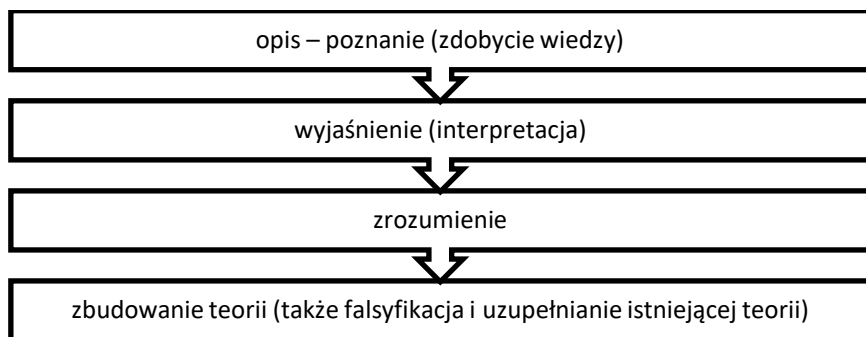 opis – poznanie (zdobycie wiedzy)
wyjaśnienie (interpretacja)
zrozumienie
zbudowanie teorii (także falsyfikacja i uzupełnianie istniejącej teorii)